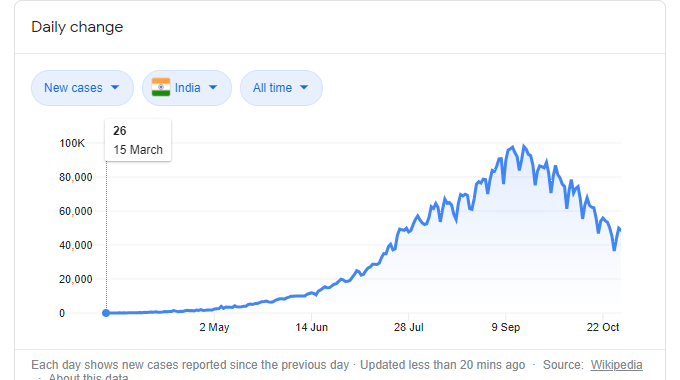 Daily change
New cases
India
All time
26
15 March
100K
80,000
60,000
40,000
20,000
0
2 May
14 Jun
28 Jul
9 Sep
22 Oct
Each day shows new cases reported since the previous day · Updated less than 20 mins ago · Source: Wikipedia
· About this data